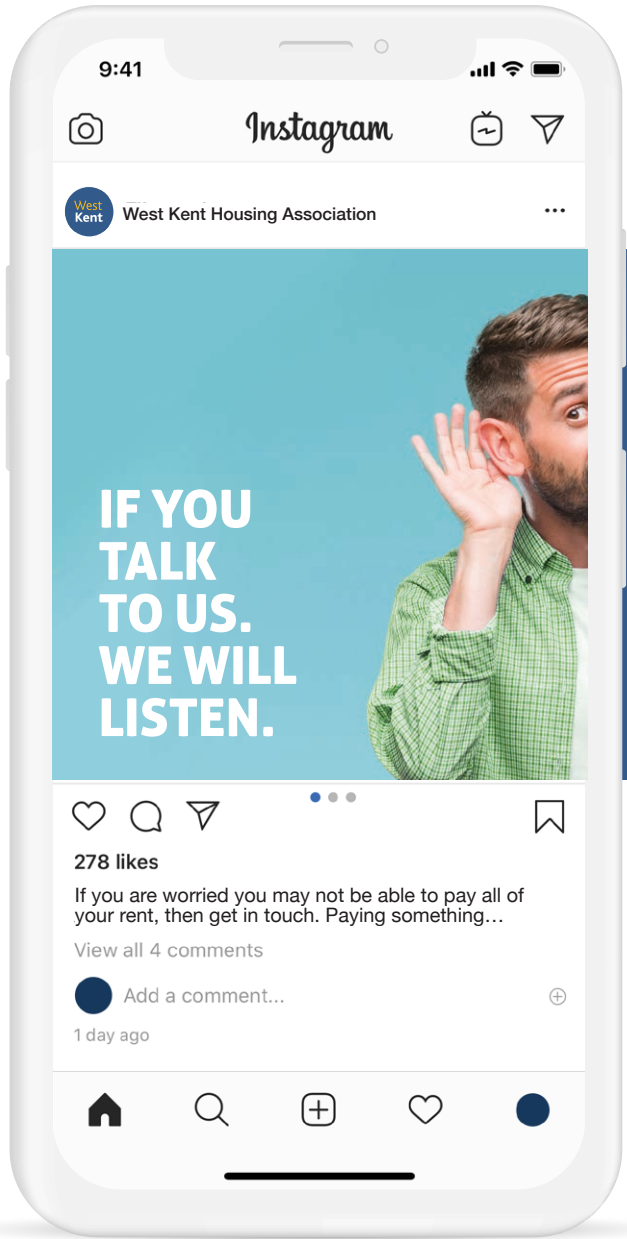 9:41
Instagram
West
Kent
West Kent Housing Association
IF YOU
TALK
TO US.
WE WILL
LISTEN.
278 likes
If you are worried you may not be able to pay all of
your rent, then get in touch. Paying something...
View all 4 comments
Add a comment...
1 day ago